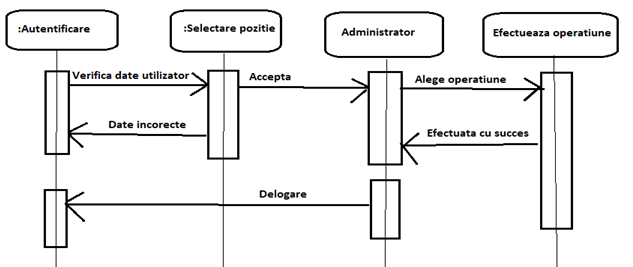 :Autentificare
:Selectare pozitie
Administrator
Efectueaza operatiune
Verifica date utilizator
Accepta
Alege operatiune
Date incorecte
Efectuata cu succes
Delogare